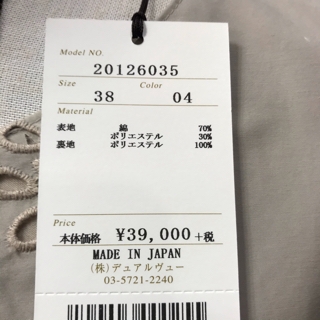 Model NO.
20126035
Size Color
38 04
Material
表地 綿 70%
ポリエステル 30%
裏地 ポリエステル 100%
Price
本体価格 ¥39,000 +税
MADE IN JAPAN
(株)デュアルヴュー
03-5721-2240